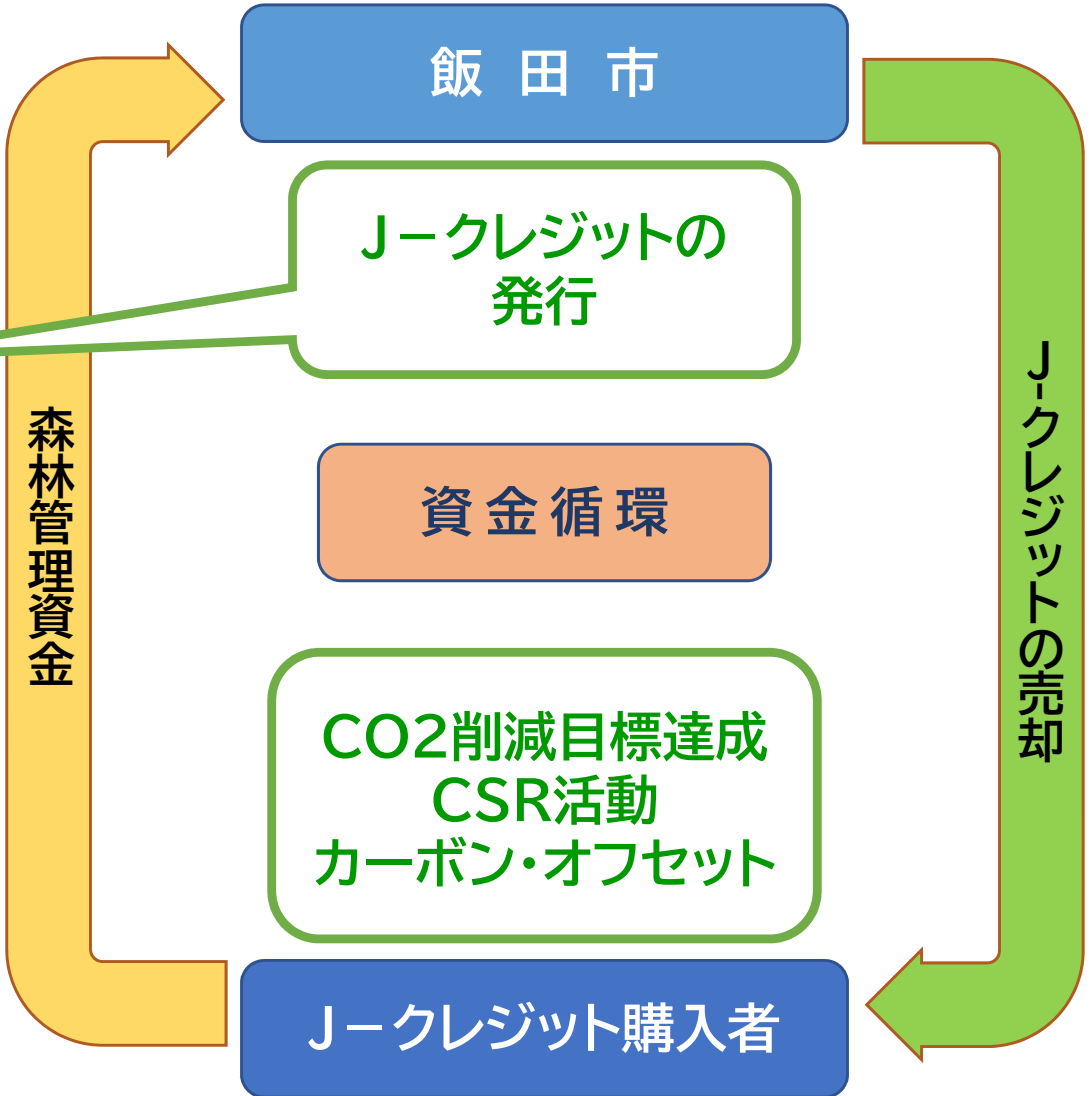 飯 田 市
J－クレジットの
発行
森林管理資金
J-クレジットの売却
資金循環
CO2削減目標達成
CSR活動
カーボン・オフセット
J－クレジット購入者